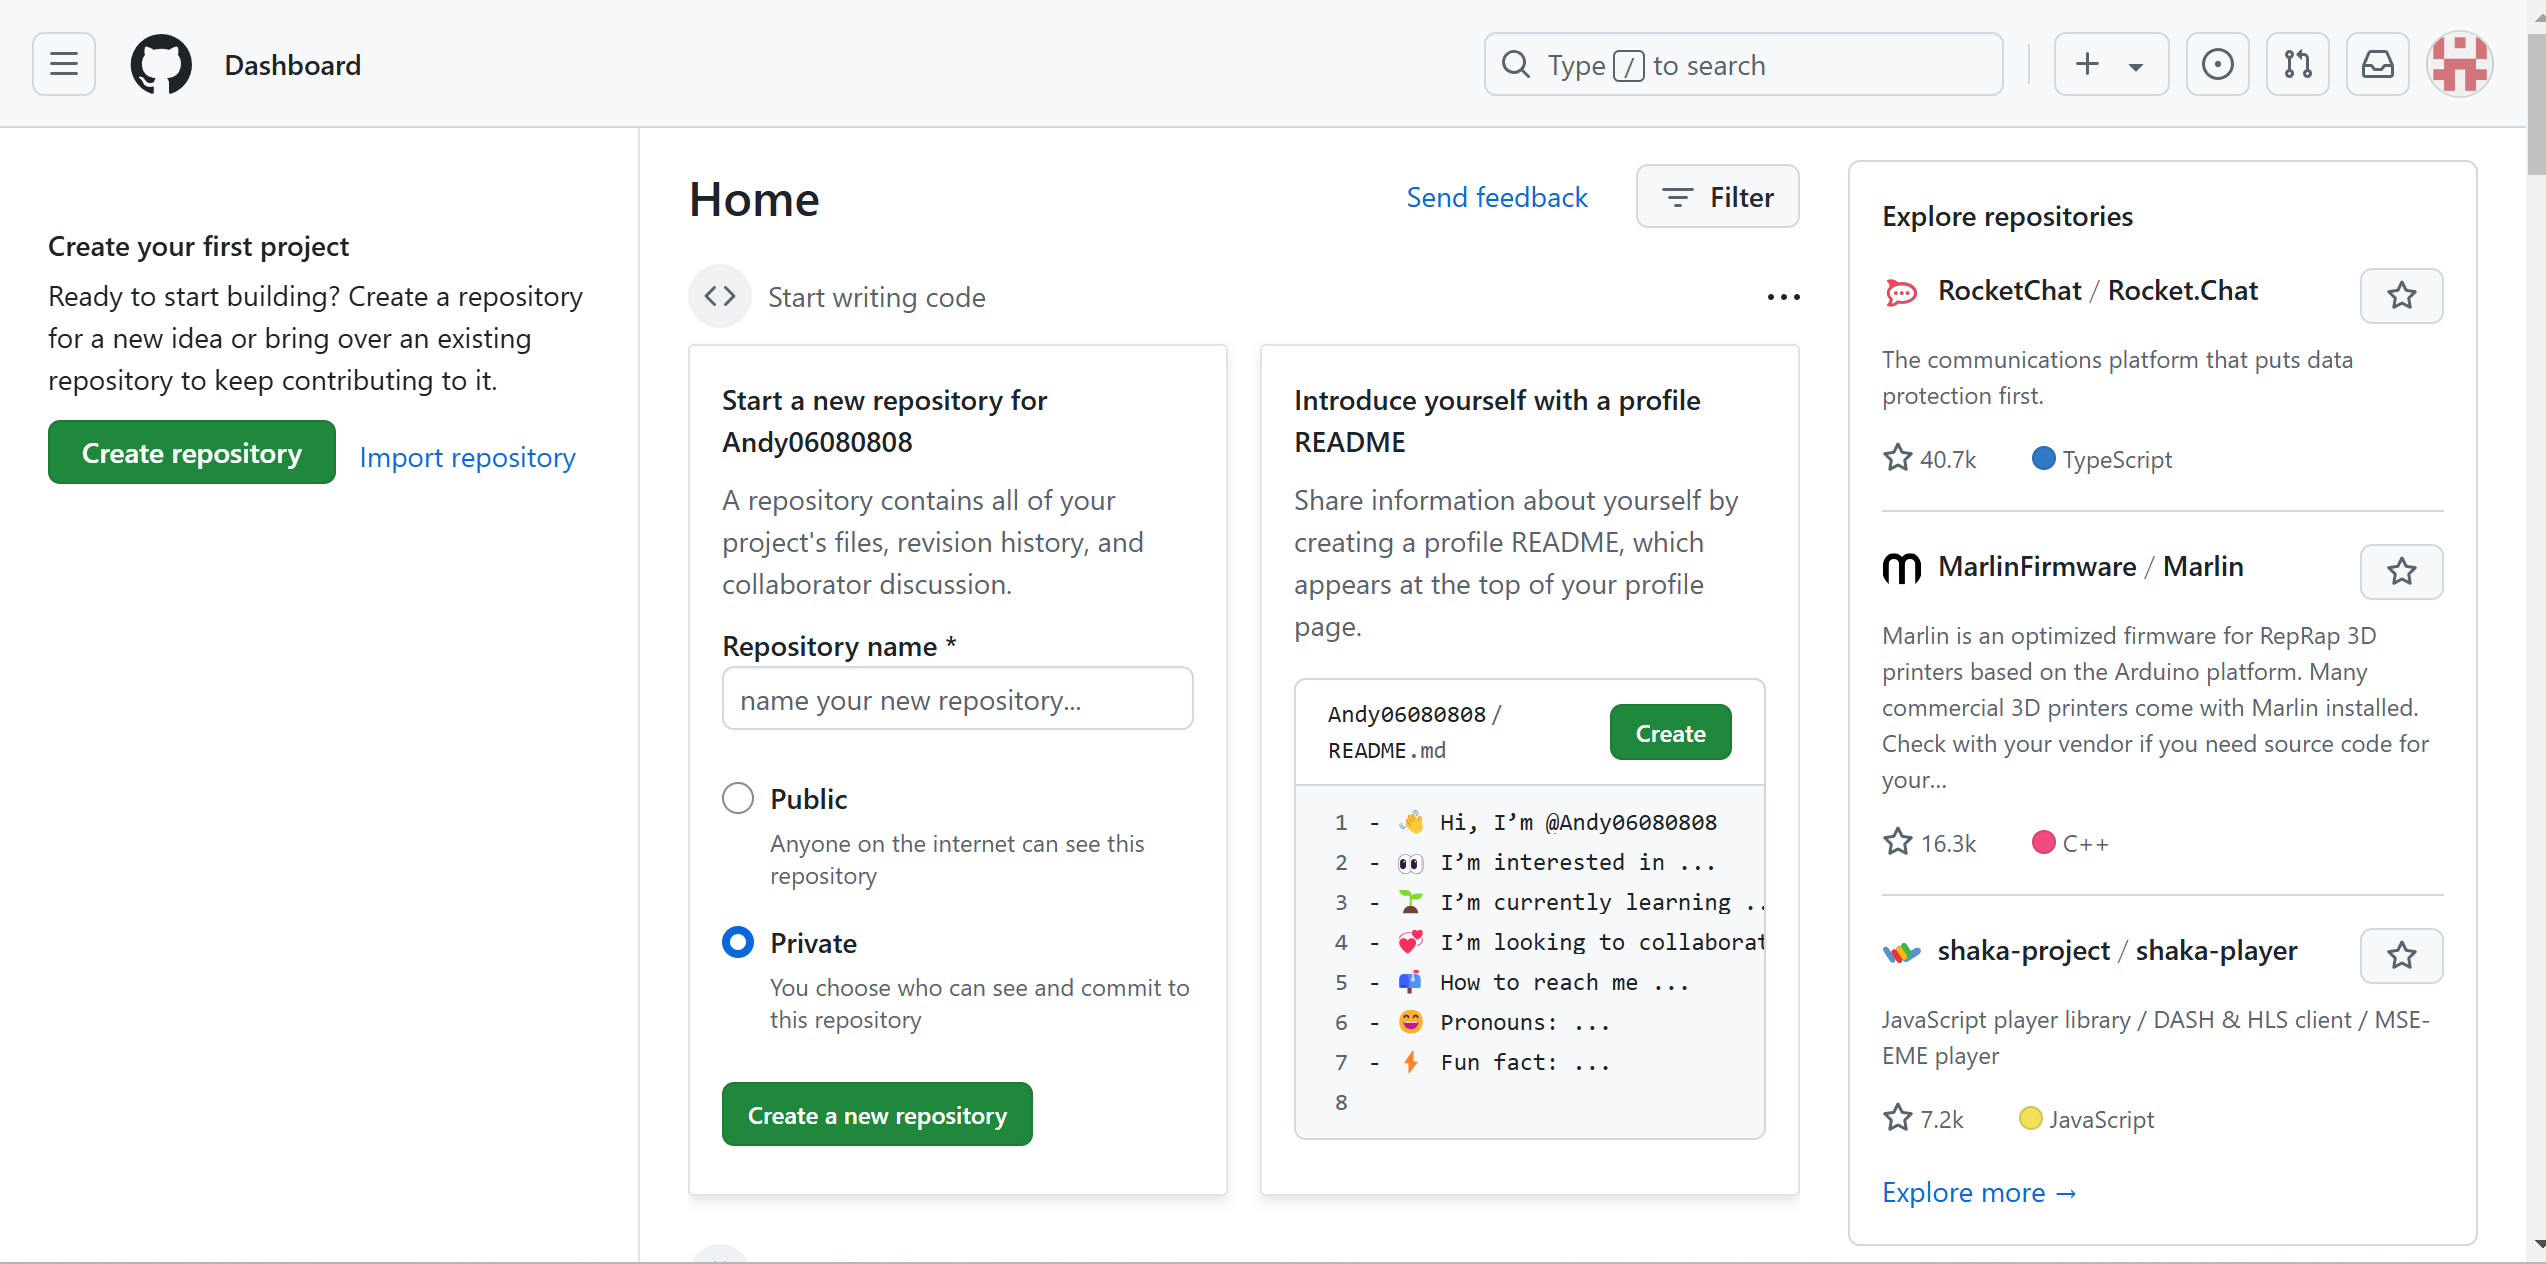 Dashboard
Type / to search
Create your first project
Ready to start building? Create a repository
for a new idea or bring over an existing
repository to keep contributing to it.
Create repository
Import repository
Home
Send feedback
Filter
Start writing code
Start a new repository for
Andy06080808
A repository contains all of your
project's files, revision history, and
collaborator discussion.
Repository name *
name your new repository...
Public
Anyone on the internet can see this
repository
Private
You choose who can see and commit to
this repository
Create a new repository
Introduce yourself with a profile
README
Share information about yourself by
creating a profile README, which
appears at the top of your profile
page.
Andy06080808/
README.md
Create
1 - 👋 Hi, I’m @Andy06080808
2 - 👀 I’m interested in ...
3 - 🌱 I’m currently learning ..
4 - 💞️ I’m looking to collaborat
5 - 📫 How to reach me ...
6 - 😄 Pronouns: ...
7 - ⚡ Fun fact: ...
8
Explore repositories
RocketChat / Rocket.Chat
The communications platform that puts data
protection first.
40.7k TypeScript
MarlinFirmware / Marlin
Marlin is an optimized firmware for RepRap 3D
printers based on the Arduino platform. Many
commercial 3D printers come with Marlin installed.
Check with your vendor if you need source code for
your...
16.3k C++
shaka-project / shaka-player
JavaScript player library / DASH & HLS client / MSE-
EME player
7.2k JavaScript
Explore more →